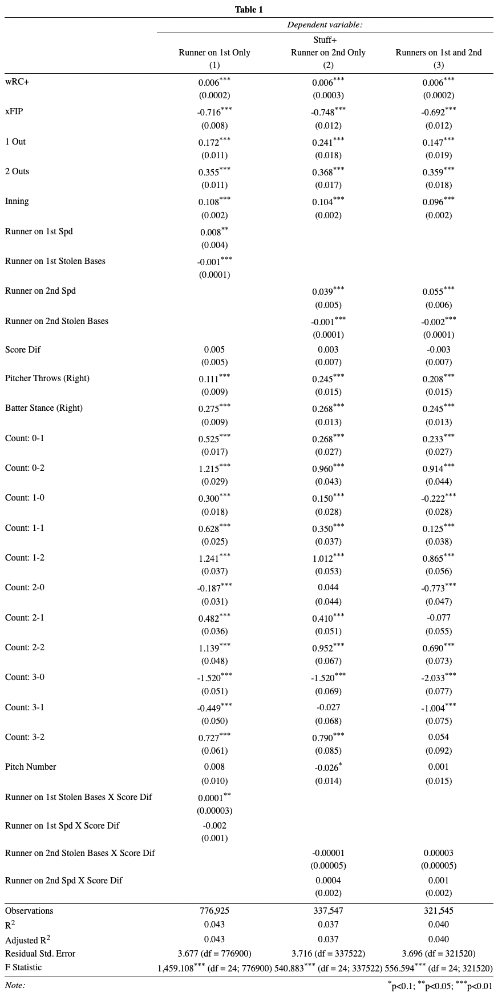 Table 1
Dependent variable:
Stuff+
Runner on 1st Only Runner on 2nd Only Runners on 1st and 2nd
(1) (2) (3)
wRC+ 0.006*** 0.006*** 0.006***
(0.0002) (0.0003) (0.0002)
xFIP -0.716*** -0.748*** -0.692***
(0.008) (0.012) (0.012)
1 Out 0.172*** 0.241*** 0.147***
(0.011) (0.018) (0.019)
2 Outs 0.355*** 0.368*** 0.359***
(0.011) (0.017) (0.018)
Inning 0.108*** 0.104*** 0.096***
(0.002) (0.002) (0.002)
Runner on 1st Spd 0.008**
(0.004)
Runner on 1st Stolen Bases -0.001***
(0.0001)
Runner on 2nd Spd 0.039*** 0.055***
(0.005) (0.006)
Runner on 2nd Stolen Bases -0.001*** -0.002***
(0.0001) (0.0001)
Score Dif 0.005 0.003 -0.003
(0.005) (0.007) (0.007)
Pitcher Throws (Right) 0.111*** 0.245*** 0.208***
(0.009) (0.015) (0.015)
Batter Stance (Right) 0.275*** 0.268*** 0.245***
(0.009) (0.013) (0.013)
Count: 0-1 0.525*** 0.268*** 0.233***
(0.017) (0.027) (0.027)
Count: 0-2 1.215*** 0.960*** 0.914***
(0.029) (0.043) (0.044)
Count: 1-0 0.300*** 0.150*** -0.222***
(0.018) (0.028) (0.028)
Count: 1-1 0.628*** 0.350*** 0.125***
(0.025) (0.037) (0.038)
Count: 1-2 1.241*** 1.012*** 0.865***
(0.037) (0.053) (0.056)
Count: 2-0 -0.187*** 0.044 -0.773***
(0.031) (0.044) (0.047)
Count: 2-1 0.482*** 0.410*** -0.077
(0.036) (0.051) (0.055)
Count: 2-2 1.139*** 0.952*** 0.690***
(0.048) (0.067) (0.073)
Count: 3-0 -1.520*** -1.520*** -2.033***
(0.051) (0.069) (0.077)
Count: 3-1 -0.449*** -0.027 -1.004***
(0.050) (0.068) (0.075)
Count: 3-2 0.727*** 0.790*** 0.054
(0.061) (0.085) (0.092)
Pitch Number 0.008 -0.026* 0.001
(0.010) (0.014) (0.015)
Runner on 1st Stolen Bases X Score Dif 0.0001**
(0.00003)
Runner on 1st Spd X Score Dif -0.002
(0.001)
Runner on 2nd Stolen Bases X Score Dif -0.00001 0.00003
(0.00005) (0.00005)
Runner on 2nd Spd X Score Dif 0.0004 0.001
(0.002) (0.002)
Observations 776,925 337,547 321,545
R2 0.043 0.037 0.040
Adjusted R2 0.043 0.037 0.040
Residual Std. Error 3.677 (df = 776900) 3.716 (df = 337522) 3.696 (df = 321520)
F Statistic 1,459.108*** (df = 24; 776900) 540.883*** (df = 24; 337522) 556.594*** (df = 24; 321520)
Note: *p<0.1; **p<0.05; ***p<0.01